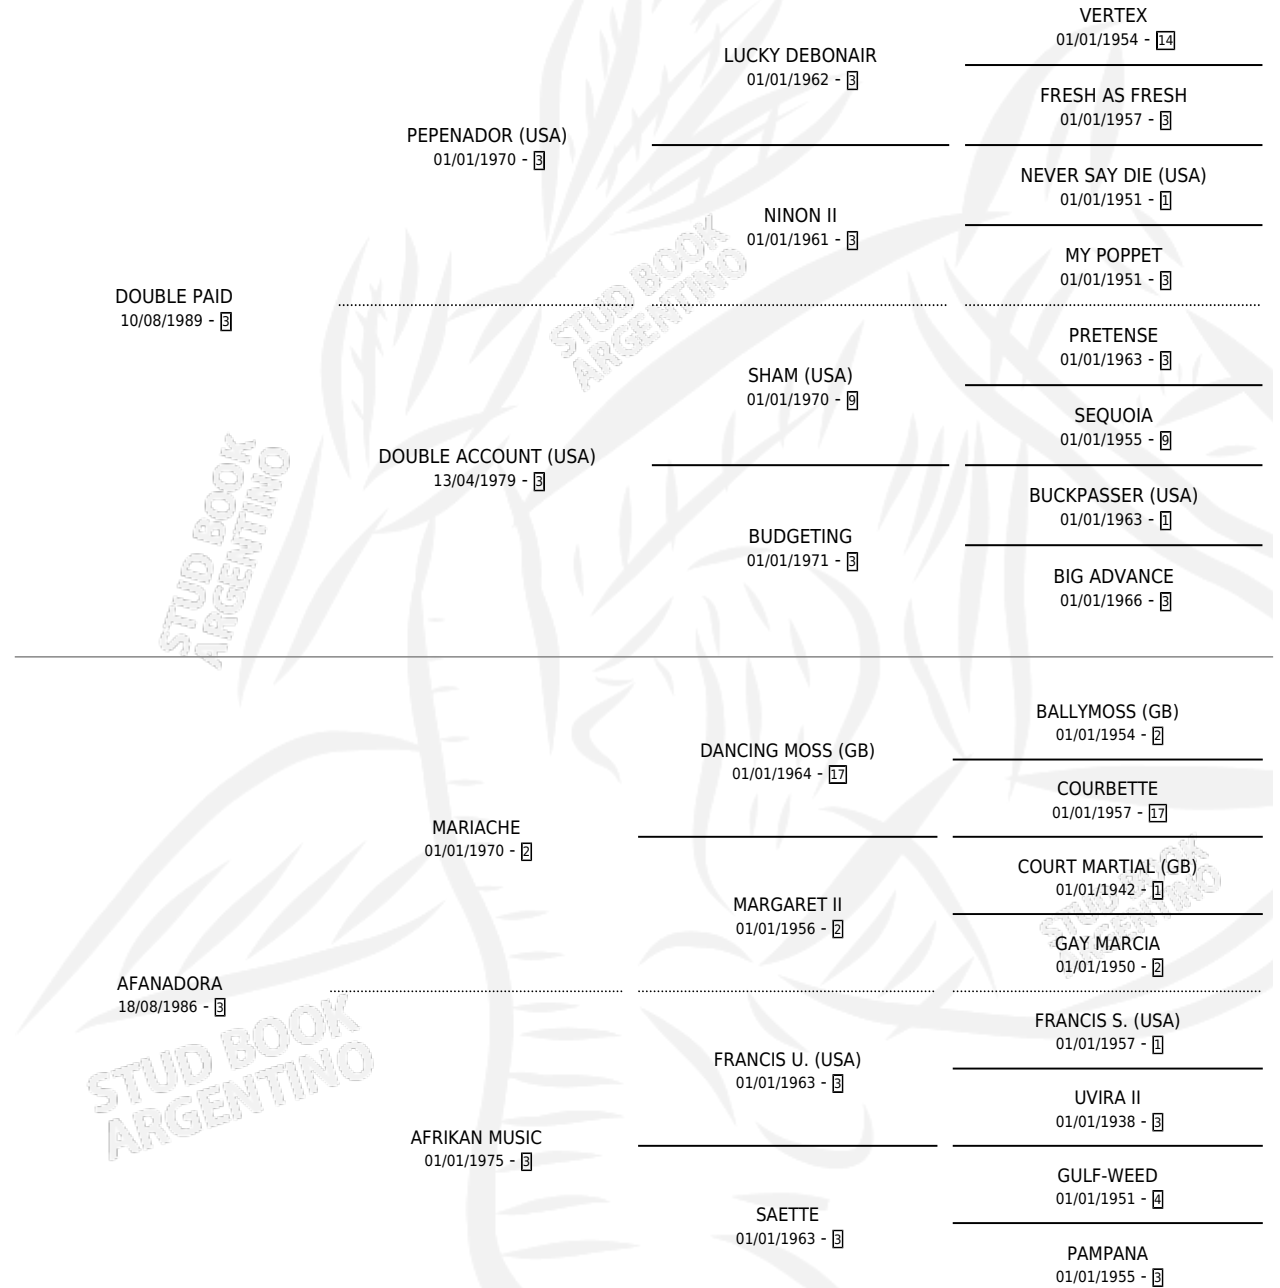 VERTEX
01/01/1954 - 14
LUCKY DEBONAIR
01/01/1962 - 3
FRESH AS FRESH
01/01/1957 - 3
PEPENADOR (USA)
01/01/1970 - 3
NEVER SAY DIE (USA)
01/01/1951 - 1
NINON II
01/01/1961 - 3
MY POPPET
01/01/1951 - 3
DOUBLE PAID
10/08/1989 - 3
PRETENSE
01/01/1963 - 3
SHAM (USA)
01/01/1970 - 9
SEQUOIA
01/01/1955 - 9
DOUBLE ACCOUNT (USA)
13/04/1979 - 3
BUCKPASSER (USA)
01/01/1963 - 1
BUDGETING
01/01/1971 - 3
BIG ADVANCE
01/01/1966 - 3
BALLYMOSS (GB)
01/01/1954 - 2
DANCING MOSS (GB)
01/01/1964 - 17
COURBETTE
01/01/1957 - 17
MARIACHE
01/01/1970 - 2
COURT MARTIAL (GB)
01/01/1942 - 1
MARGARET II
01/01/1956 - 2
GAY MARCIA
01/01/1950 - 2
AFANADORA
18/08/1986 - 3
FRANCIS S. (USA)
01/01/1957 - 1
FRANCIS U. (USA)
01/01/1963 - 3
UVIRA II
01/01/1938 - 3
AFRIKAN MUSIC
01/01/1975 - 3
GULF-WEED
01/01/1951 - 4
SAETTE
01/01/1963 - 3
PAMPANA
01/01/1955 - 3
STUD BOOK
ARGENTINO
STUD BOOK
ARGENTINO
STUD BOOK
ARGENTINO
STUD BOOK
ARGENTINO